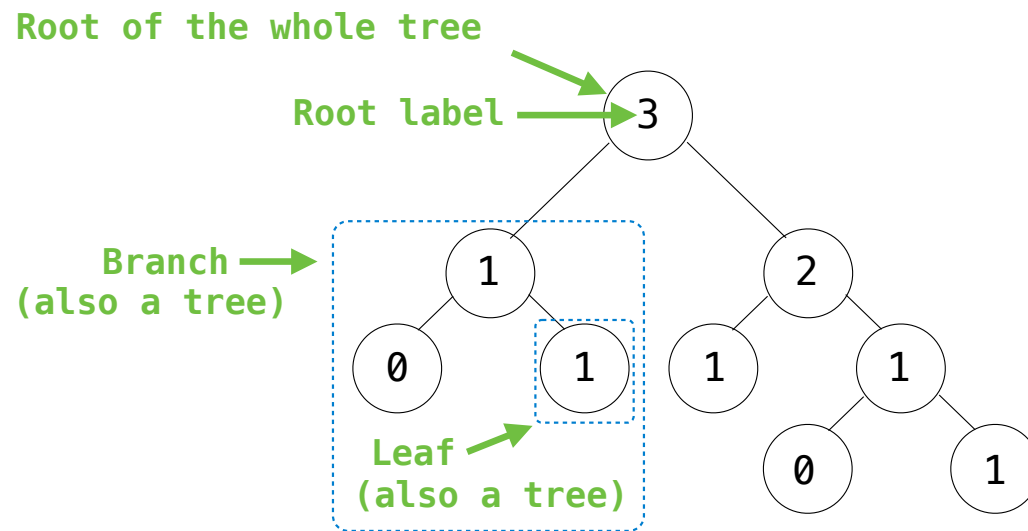 Root of the whole tree
Root label
3
1
2
Branch
(also a tree)
0
1
1
1
Leaf
(also a tree)
0
1